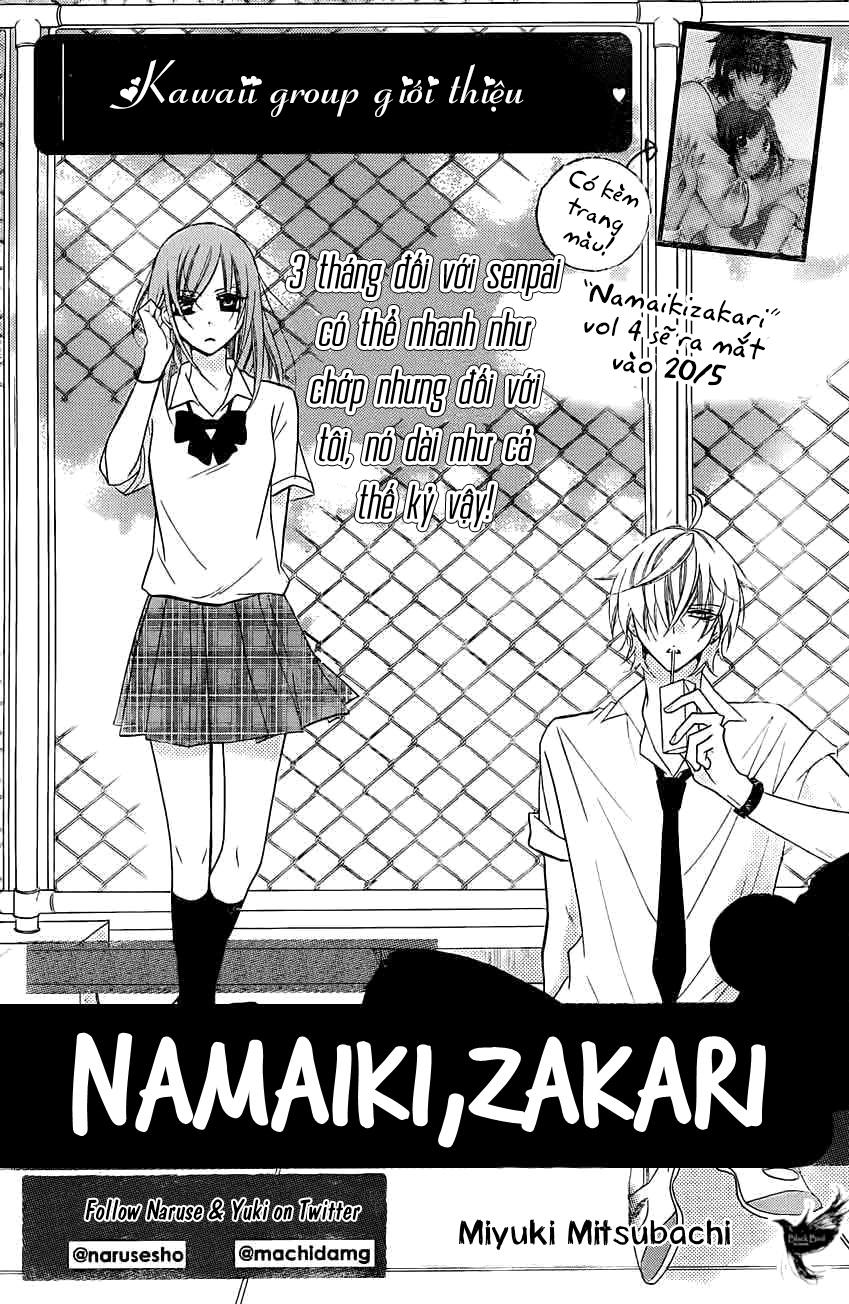 Kawaii group giới thiệu
Có kèm
trang
màu!
3 tháng đối với senpai
có thể nhanh như
chớp nhưng đối với
tôi, nó dài như cả
thế kỷ vậy!
"Namaikizakari"
vol 4 sẽ ra mắt
vào 20/5
NAMAIKI,ZAKARI
Follow Naruse & Yuki on Twitter
@narusesho @machidamg
Miyuki Mitsubachi
Black Bird